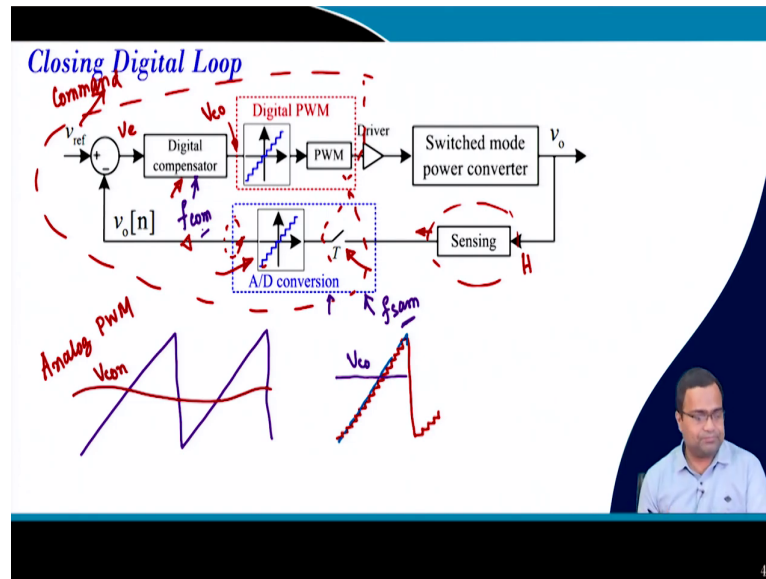 Closing Digital Loop
Command
v_ref
Ve
+
−
Digital
compensator
Vco
Digital PWM
PWM
Driver
Switched mode
power converter
v_o
f_com
v_o[n]
T
A/D conversion
Sensing
H
f_sam
Analog PWM
Vcon
Vco
4